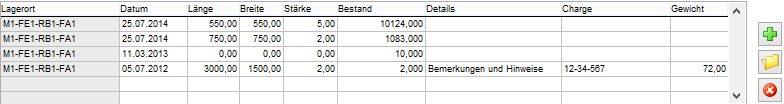 Lagerort Datum Länge Breite Stärke Bestand Details Charge Gewicht
M1-FE1-RB1-FA1 25.07.2014 550,00 550,00 5,00 10124,000
M1-FE1-RB1-FA1 25.07.2014 750,00 750,00 2,00 1083,000
M1-FE1-RB1-FA1 11.03.2013 0,00 0,00 0,00 10,000
M1-FE1-RB1-FA1 05.07.2012 3000,00 1500,00 2,00 2,000 Bemerkungen und Hinweise 12-34-567 72,00